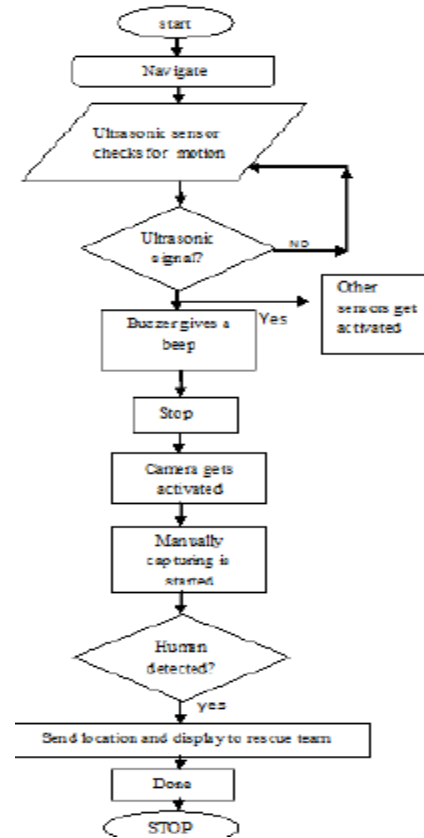 start
Navigate
Ultrasonic sensor
checks for motion
Ultrasonic
signal?
NO
Yes
Other
sensors get
activated
Buzzer gives a
beep
Stop
Camera gets
activated
Manually
capturing is
started
Human
detected?
yes
Send location and display to rescue team
Done
STOP